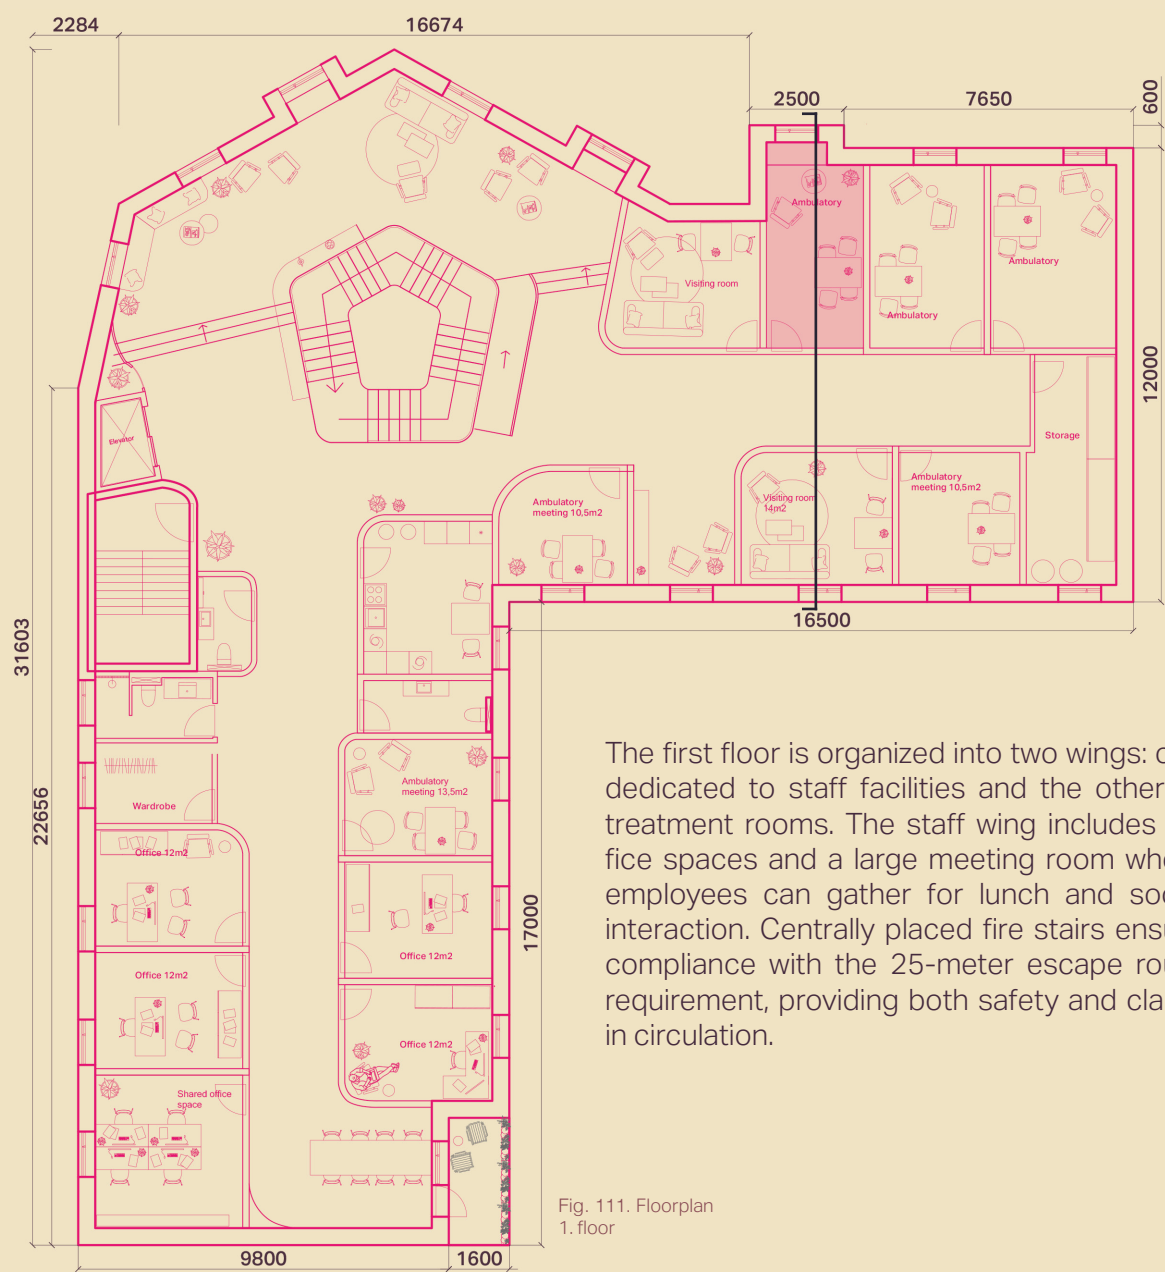 2284
16674
2500
7650
600
12000
Ambulatory
Visiting room
Ambulatory
Ambulatory
Elevator
Storage
Ambulatory
meeting 10,5m2
Visiting room
14m2
Ambulatory
meeting 10,5m2
16500
31603
22656
17000
Wardrobe
Ambulatory
meeting 13,5m2
Office 12m2
Office 12m2
Office 12m2
Office 12m2
Shared office
space
The first floor is organized into two wings:
dedicated to staff facilities and the other
treatment rooms. The staff wing includes
fice spaces and a large meeting room
employees can gather for lunch and
interaction. Centrally placed fire stairs
compliance with the 25-meter escape
requirement, providing both safety and
in circulation.
Fig. 111. Floorplan
1. floor
9800
1600